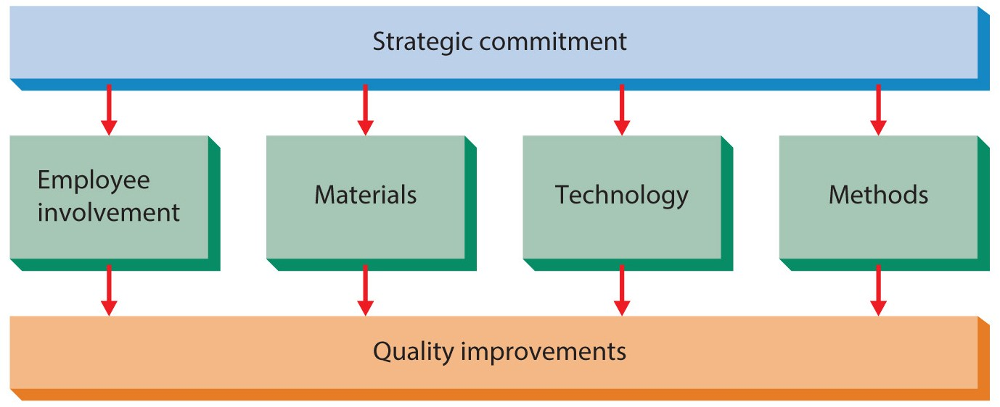 Strategic commitment
Employee
involvement
Materials
Technology
Methods
Quality improvements